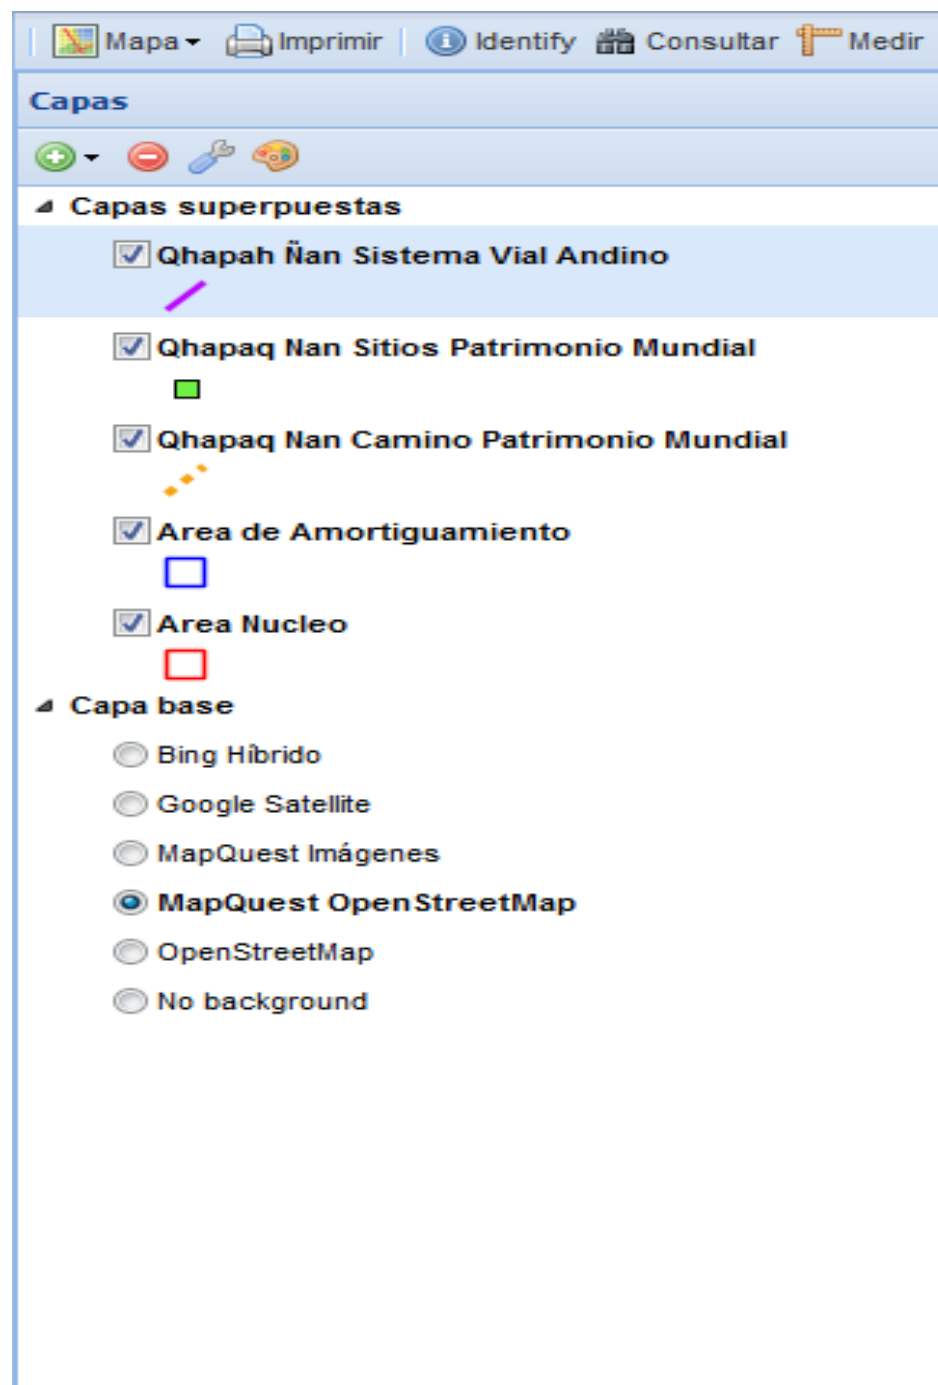 Mapa Imprimir Identify Consultar Medir
Capas
Capas superpuestas
Qhapah Ñan Sistema Vial Andino
Qhapaq Nan Sitios Patrimonio Mundial
Qhapaq Nan Camino Patrimonio Mundial
Area de Amortiguamiento
Area Nucleo
Capa base
Bing Híbrido
Google Satellite
MapQuest Imágenes
MapQuest OpenStreetMap
OpenStreetMap
No background